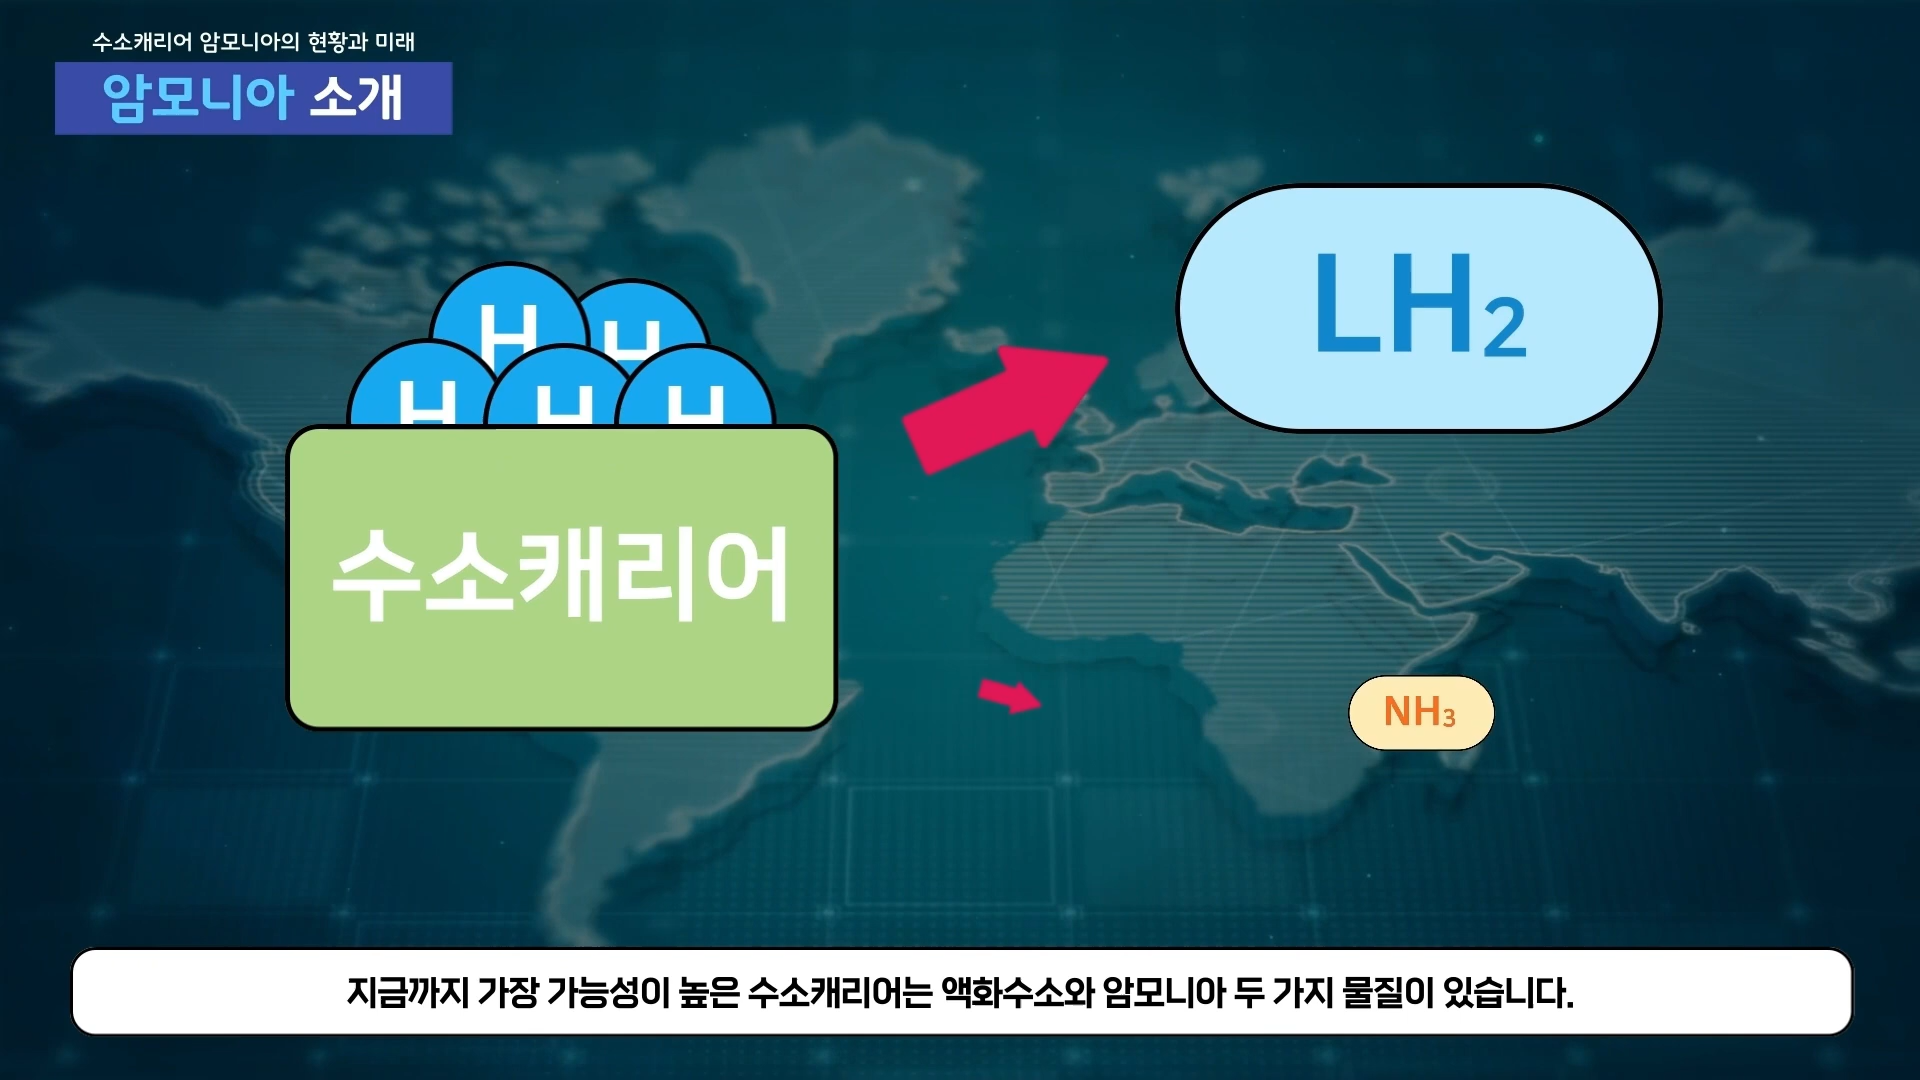 수소캐리어 암모니아의 현황과 미래
암모니아 소개
H H
H H H
수소캐리어
LH₂
NH₃
지금까지 가장 가능성이 높은 수소캐리어는 액화수소와 암모니아 두 가지 물질이 있습니다.